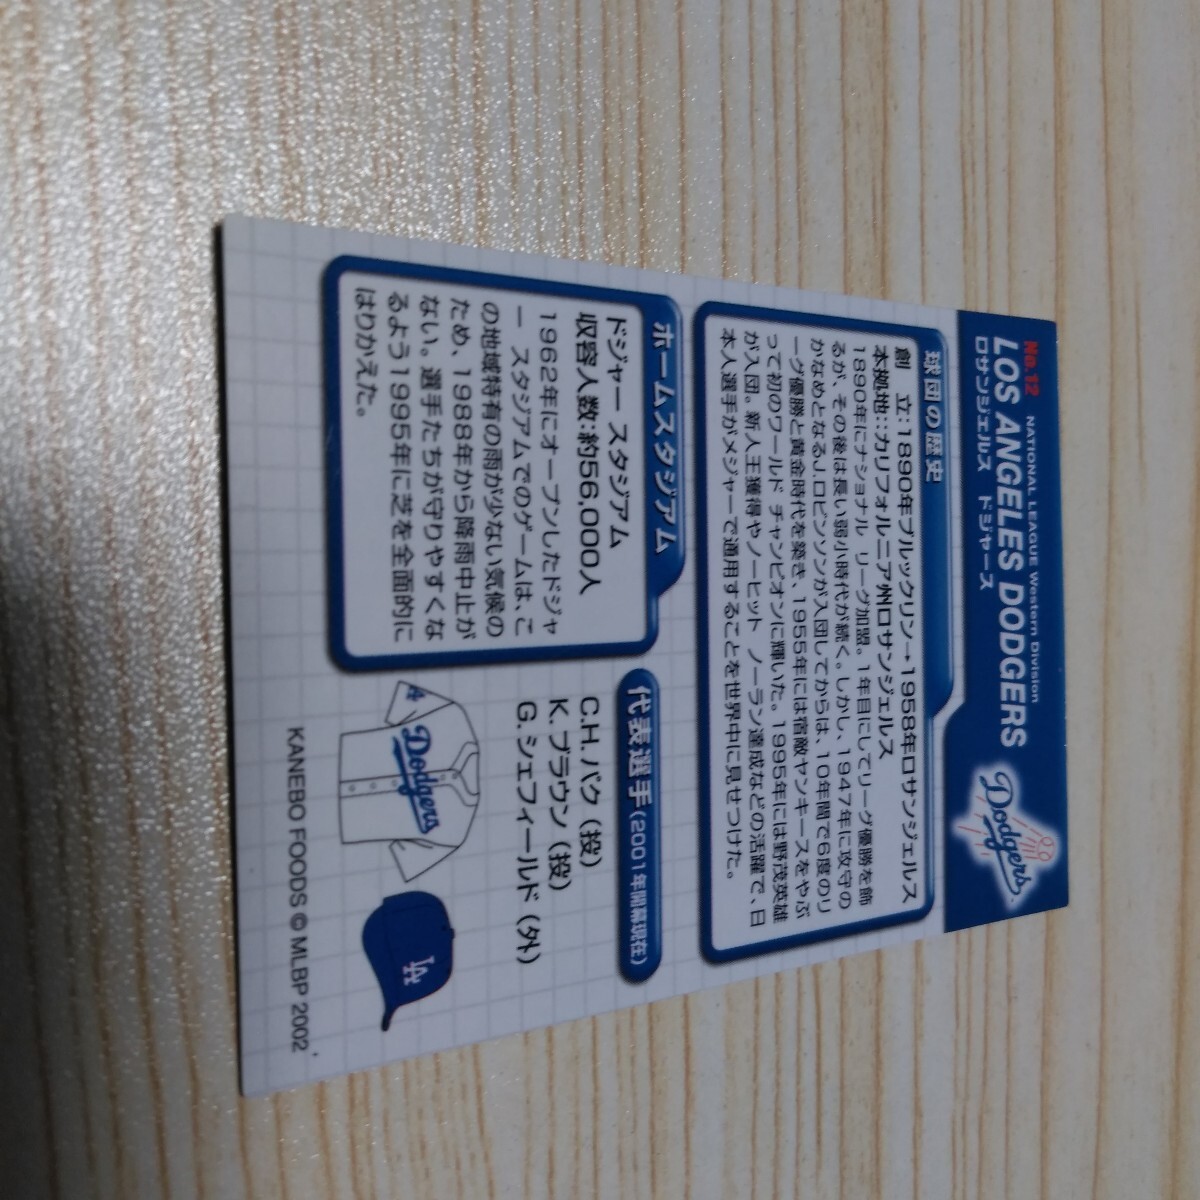 No.12 NATIONAL LEAGUE Western Division
LOS ANGELES DODGERS
ロサンジェルス ドジャース
Dodgers
球団の歴史
創 立:1890年ブルックリン→1958年ロサンジェルス
本拠地:カリフォルニア州ロサンジェルス
1890年にナショナル リーグ加盟。1年目にしてリーグ優勝を飾
るが、その後は長い弱小時代が続く。しかし、1947年に攻守の
かなめとなるJ.ロビンソンが入団してからは、10年間で6度のリ
ーグ優勝と黄金時代を築き、1955年には宿敵ヤンキースをやぶ
って初のワールド チャンピオンに輝いた。1995年には野茂英雄
が入団。新人王獲得やノーヒット ノーラン達成などの活躍で、日
本人選手がメジャーで通用することを世界中に見せつけた。
ホームスタジアム
ドジャー スタジアム
収容人数:約56,000人
1962年にオープンしたドジャ
ー スタジアムでのゲームは、こ
の地域特有の雨が少ない気候の
ため、1988年から降雨中止が
ない。選手たちが守りやすくな
るよう1995年に芝を全面的に
はりかえた。
代表選手(2001年開幕現在)
C.H.パク(投)
K.ブラウン(投)
G.シェフィールド(外)
Dodgers
LA
LA
KANEBO FOODS © MLBP 2002